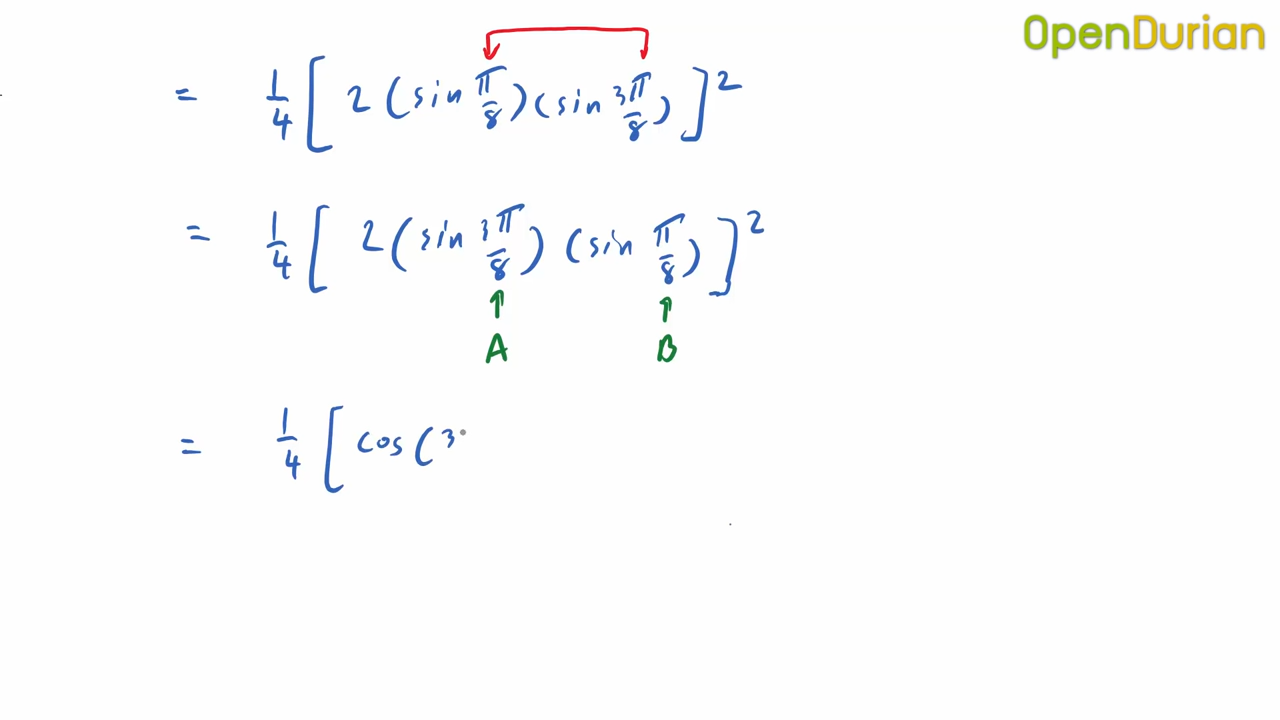 OpenDurian
= 1/4 [ 2 (sin π/8) (sin 3π/8) ]²
= 1/4 [ 2 (sin 3π/8) (sin π/8) ]²
↑ ↑
A B
= 1/4 [ cos (3